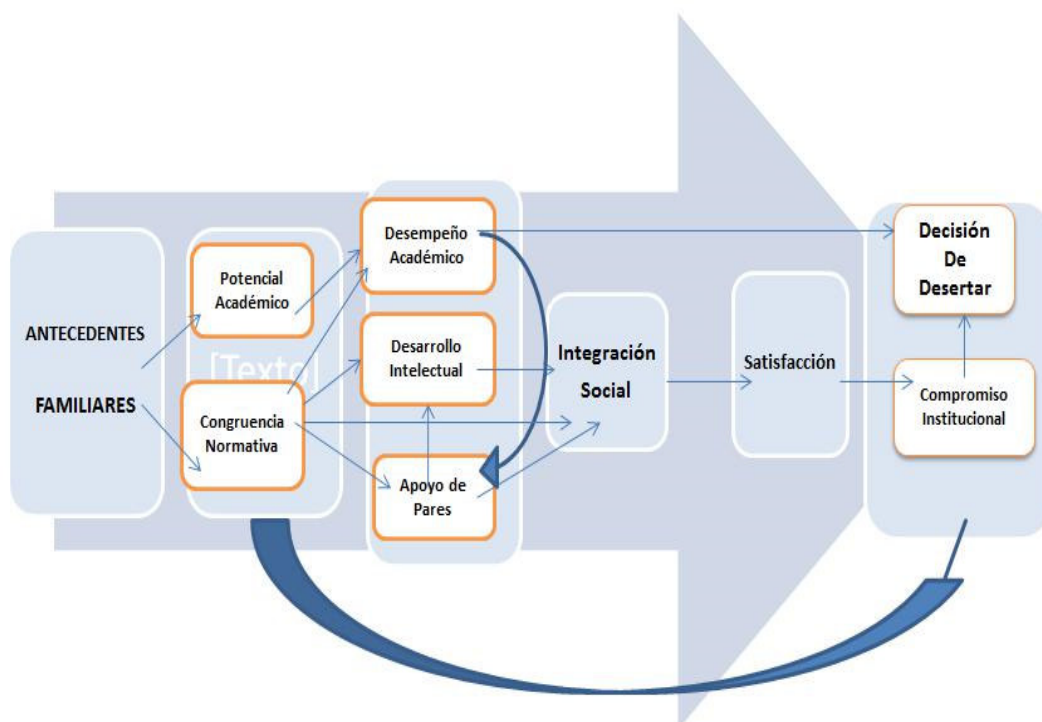 ANTECEDENTES
FAMILIARES
Potencial
Académico
[Texto]
Congruencia
Normativa
Desempeño
Académico
Desarrollo
Intelectual
Apoyo de
Pares
Integración
Social
Satisfacción
Decisión
De
Desertar
Compromiso
Institucional